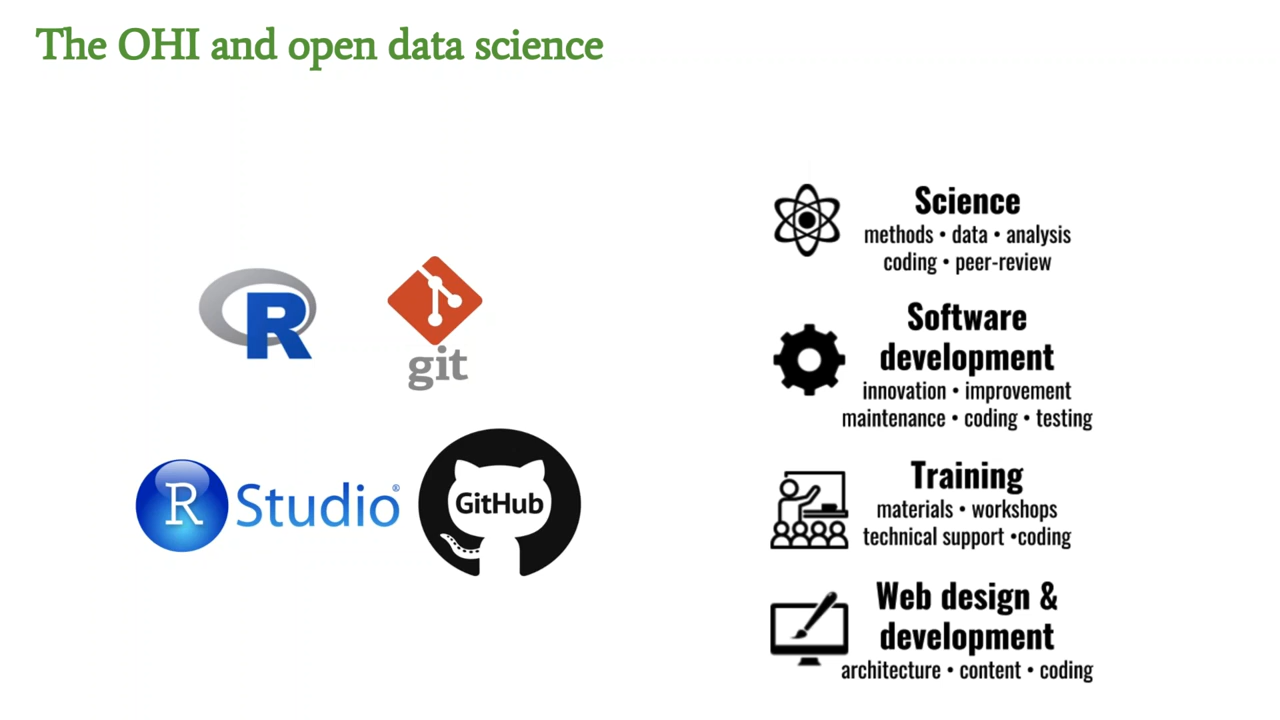 The OHI and open data science
R
git
R Studio®
GitHub
Science
methods • data • analysis
coding • peer-review
Software
development
innovation • improvement
maintenance • coding • testing
Training
materials • workshops
technical support •coding
Web design &
development
architecture • content • coding